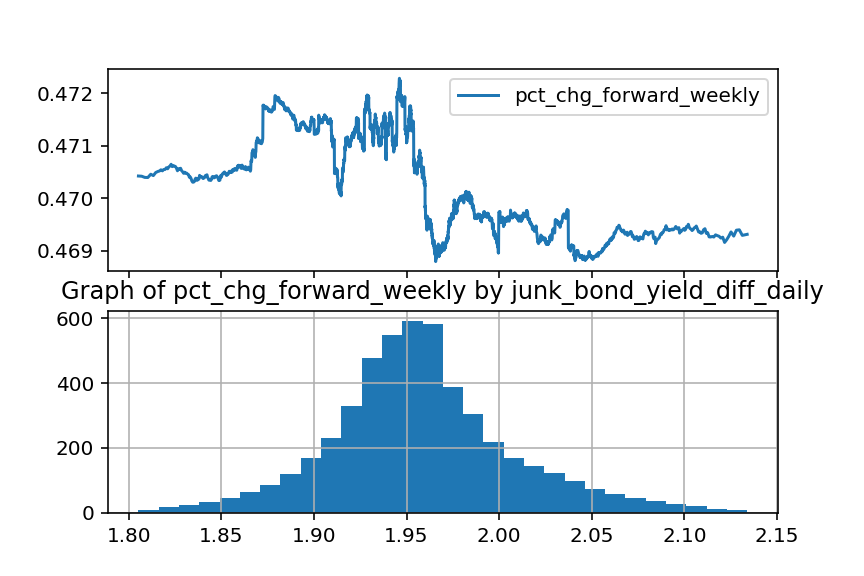 0.472
pct_chg_forward_weekly
0.471
0.470
0.469
Graph of pct_chg_forward_weekly by junk_bond_yield_diff_daily
600
400
200
0
1.80 1.85 1.90 1.95 2.00 2.05 2.10 2.15